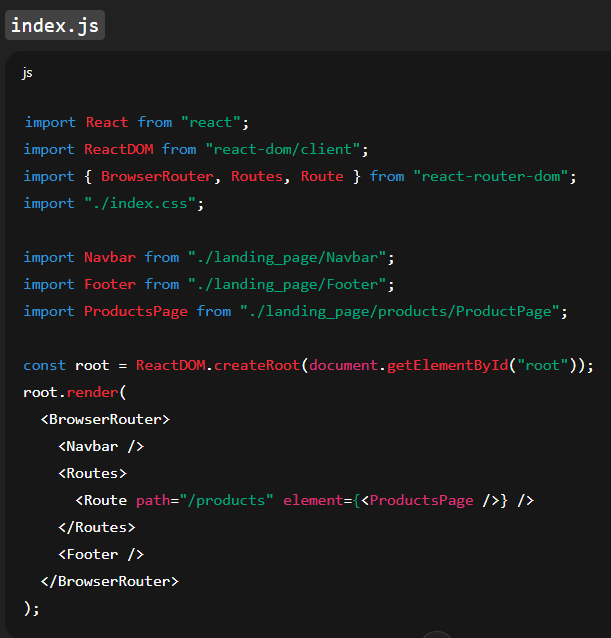 index.js
js
import React from "react";
import ReactDOM from "react-dom/client";
import { BrowserRouter, Routes, Route } from "react-router-dom";
import "./index.css";
import Navbar from "./landing_page/Navbar";
import Footer from "./landing_page/Footer";
import ProductsPage from "./landing_page/products/ProductPage";
const root = ReactDOM.createRoot(document.getElementById("root"));
root.render(
  <BrowserRouter>
    <Navbar />
    <Routes>
      <Route path="/products" element={<ProductsPage />} />
    </Routes>
    <Footer />
  </BrowserRouter>
);